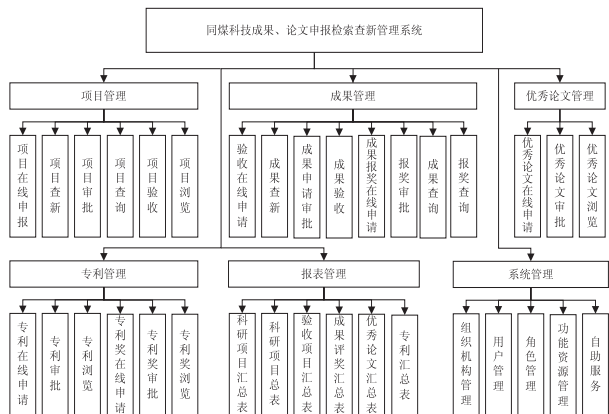 同煤科技成果、论文申报检索查新管理系统
项目管理
成果管理
优秀论文管理
项目在线申报
项目查新
项目审批
项目查询
项目验收
项目浏览
验收在线申请
成果查新
成果申请审批
成果验收
成果报奖在线申请
报奖审批
成果查询
报奖查询
优秀论文在线申请
优秀论文审批
优秀论文浏览
专利管理
报表管理
系统管理
专利在线申请
专利审批
专利浏览
专利奖在线申请
专利奖审批
专利奖浏览
科研项目汇总表
科研项目总表
验收项目汇总表
成果评奖汇总表
优秀论文汇总表
专利汇总表
组织机构管理
用户管理
角色管理
功能资源管理
自助服务